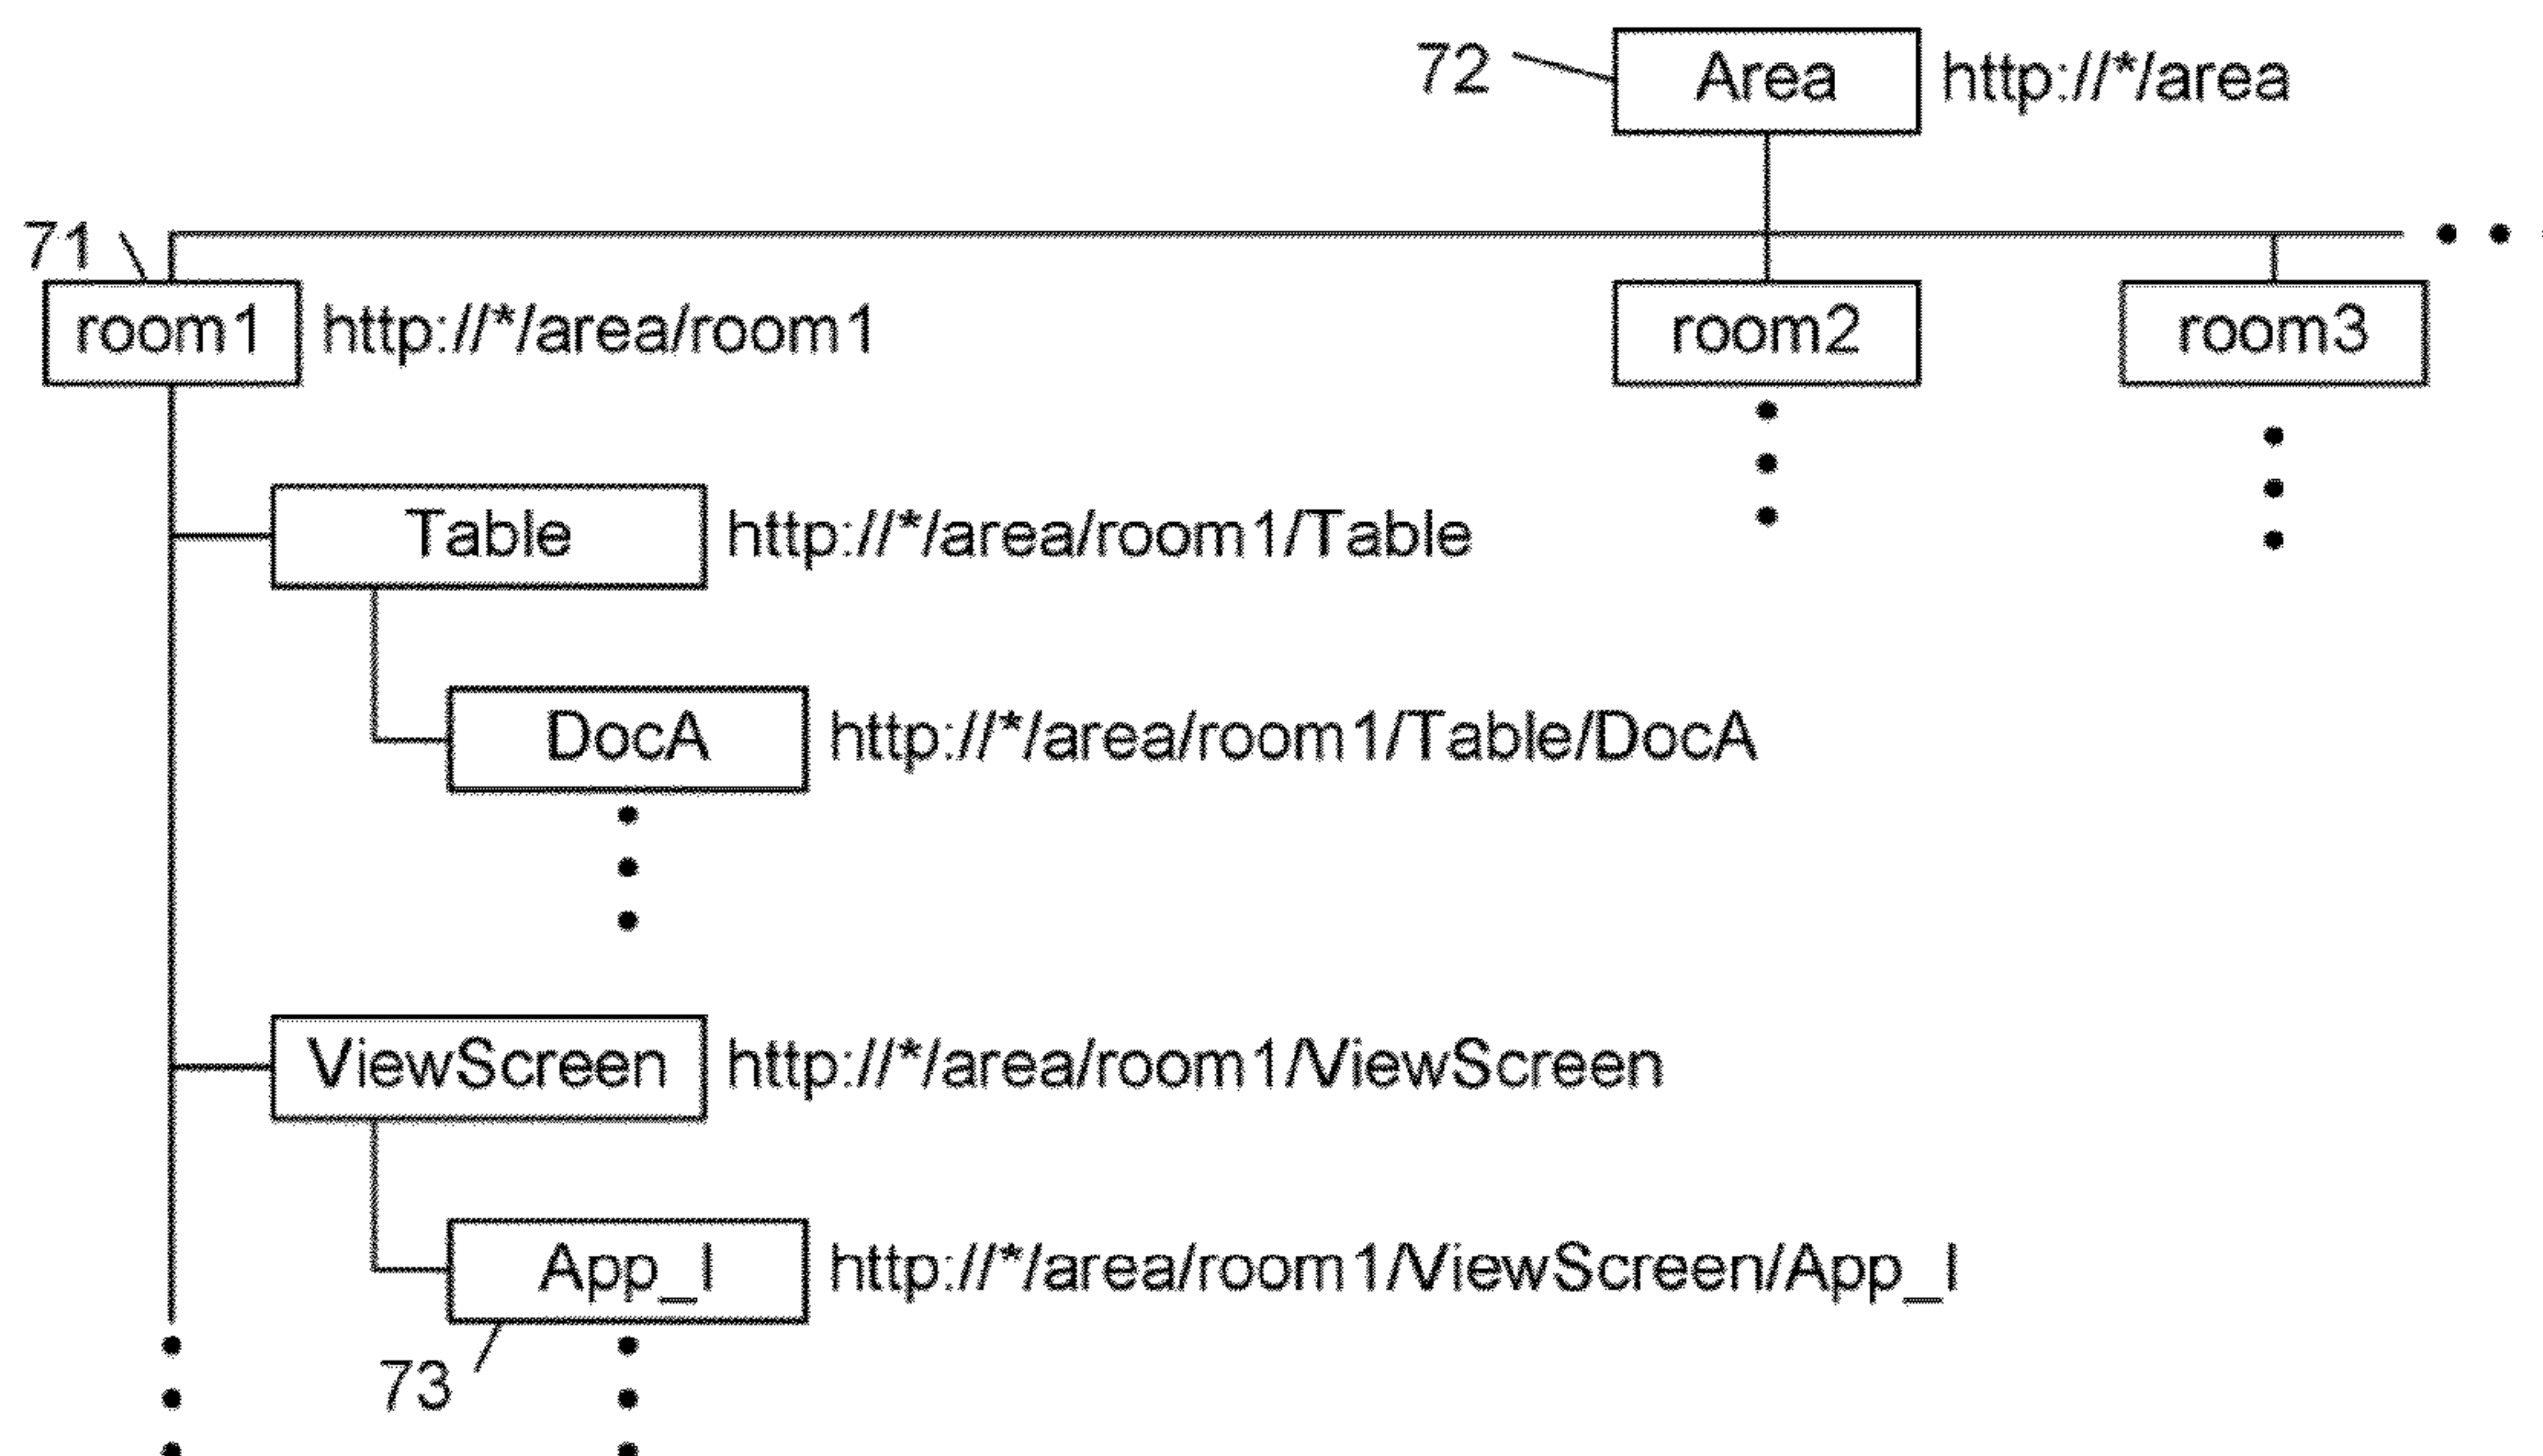 72 Area http://*/area
71
room1 http://*/area/room1 room2 room3
Table http://*/area/room1/Table
DocA http://*/area/room1/Table/DocA
ViewScreen http://*/area/room1/ViewScreen
App_I http://*/area/room1/ViewScreen/App_I
73